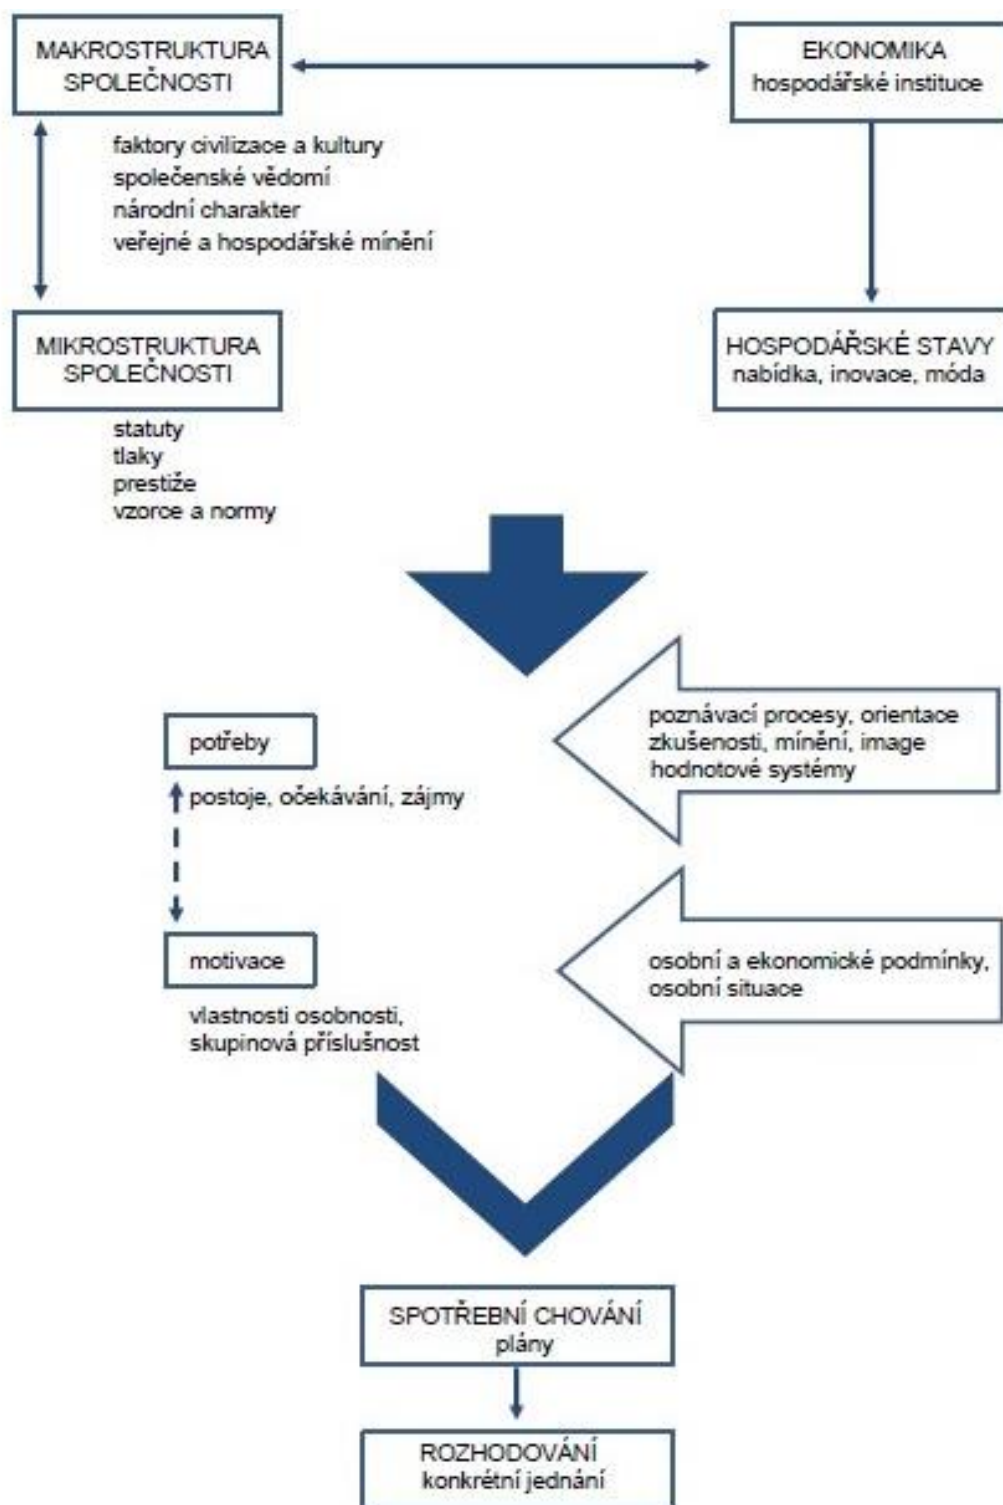 MAKROSTRUKTURA
SPOLEČNOSTI
EKONOMIKA
hospodářské instituce
faktory civilizace a kultury
společenské vědomí
národní charakter
veřejné a hospodářské mínění
MIKROSTRUKTURA
SPOLEČNOSTI
HOSPODÁŘSKÉ STAVY
nabídka, inovace, móda
statuty
tlaky
prestiže
vzorce a normy
potřeby
postoje, očekávání, zájmy
poznávací procesy, orientace
zkušenosti, mínění, image
hodnotové systémy
motivace
vlastnosti osobnosti,
skupinová příslušnost
osobní a ekonomické podmínky,
osobní situace
SPOTŘEBNÍ CHOVÁNÍ
plány
ROZHODOVÁNÍ
konkrétní jednání